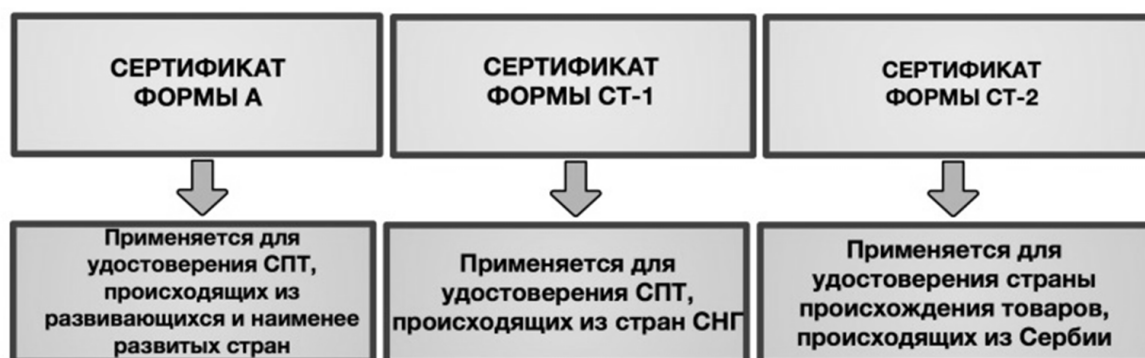 СЕРТИФИКАТ
ФОРМЫ А
СЕРТИФИКАТ
ФОРМЫ СТ-1
СЕРТИФИКАТ
ФОРМЫ СТ-2
Применяется для
удостоверения СПТ,
происходящих из
развивающихся и наименее
развитых стран
Применяется для
удостоверения СПТ,
происходящих из стран СНГ
Применяется для
удостоверения страны
происхождения товаров,
происходящих из Сербии